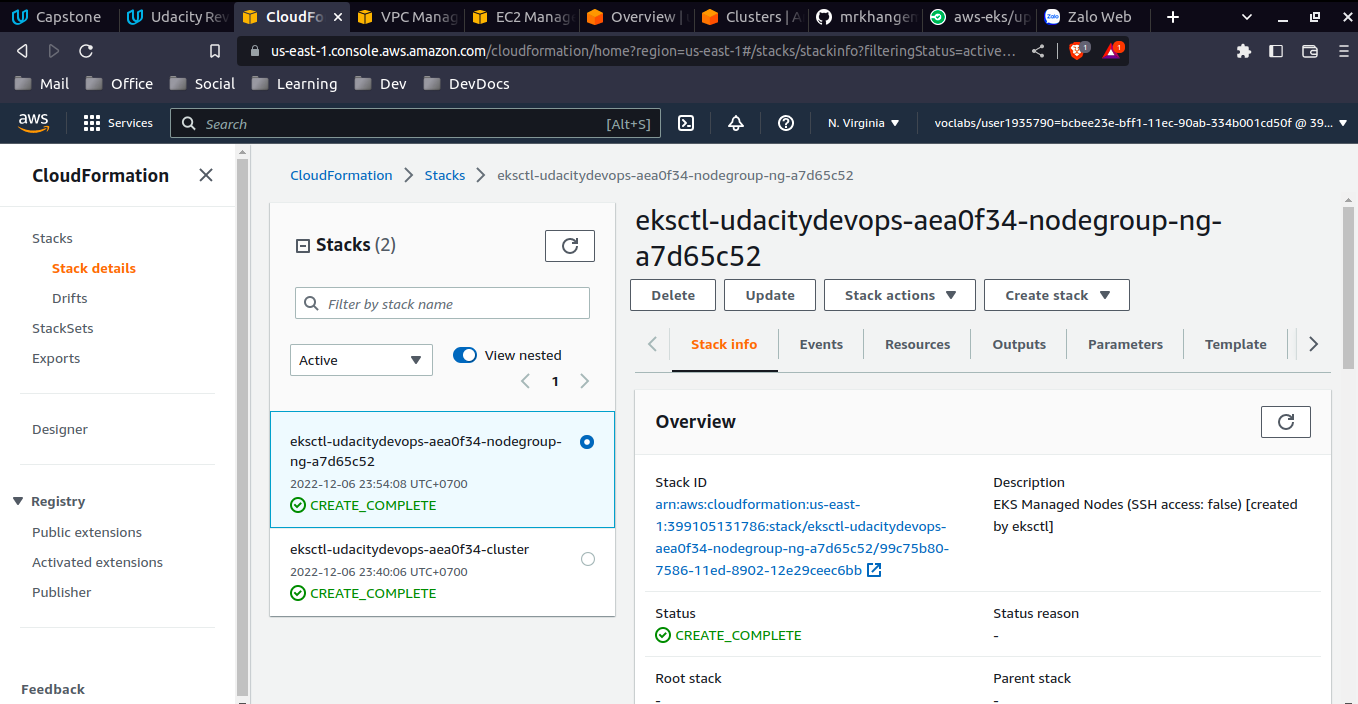 Capstone
Udacity Rev
CloudFo
VPC Manag
EC2 Manag
Overview |
Clusters | A
mrkhangen
aws-eks/up
Zalo Web
us-east-1.console.aws.amazon.com/cloudformation/home?region=us-east-1#/stacks/stackinfo?filteringStatus=active…
1
1
Mail
Office
Social
Learning
Dev
DevDocs
aws
Services
Search
[Alt+S]
N. Virginia
voclabs/user1935790=bcbee23e-bff1-11ec-90ab-334b001cd50f @ 39...
CloudFormation
Stacks
Stack details
Drifts
StackSets
Exports
Designer
Registry
Public extensions
Activated extensions
Publisher
Feedback
CloudFormation > Stacks > eksctl-udacitydevops-aea0f34-nodegroup-ng-a7d65c52
Stacks (2)
Filter by stack name
Active
View nested
1
eksctl-udacitydevops-aea0f34-nodegroup-
ng-a7d65c52
2022-12-06 23:54:08 UTC+0700
CREATE_COMPLETE
eksctl-udacitydevops-aea0f34-cluster
2022-12-06 23:40:06 UTC+0700
CREATE_COMPLETE
eksctl-udacitydevops-aea0f34-nodegroup-ng-
a7d65c52
Delete
Update
Stack actions
Create stack
Stack info
Events
Resources
Outputs
Parameters
Template
Overview
Stack ID
arn:aws:cloudformation:us-east-
1:399105131786:stack/eksctl-udacitydevops-
aea0f34-nodegroup-ng-a7d65c52/99c75b80-
7586-11ed-8902-12e29ceec6bb
Description
EKS Managed Nodes (SSH access: false) [created
by eksctl]
Status
CREATE_COMPLETE
Status reason
-
Root stack
-
Parent stack
-